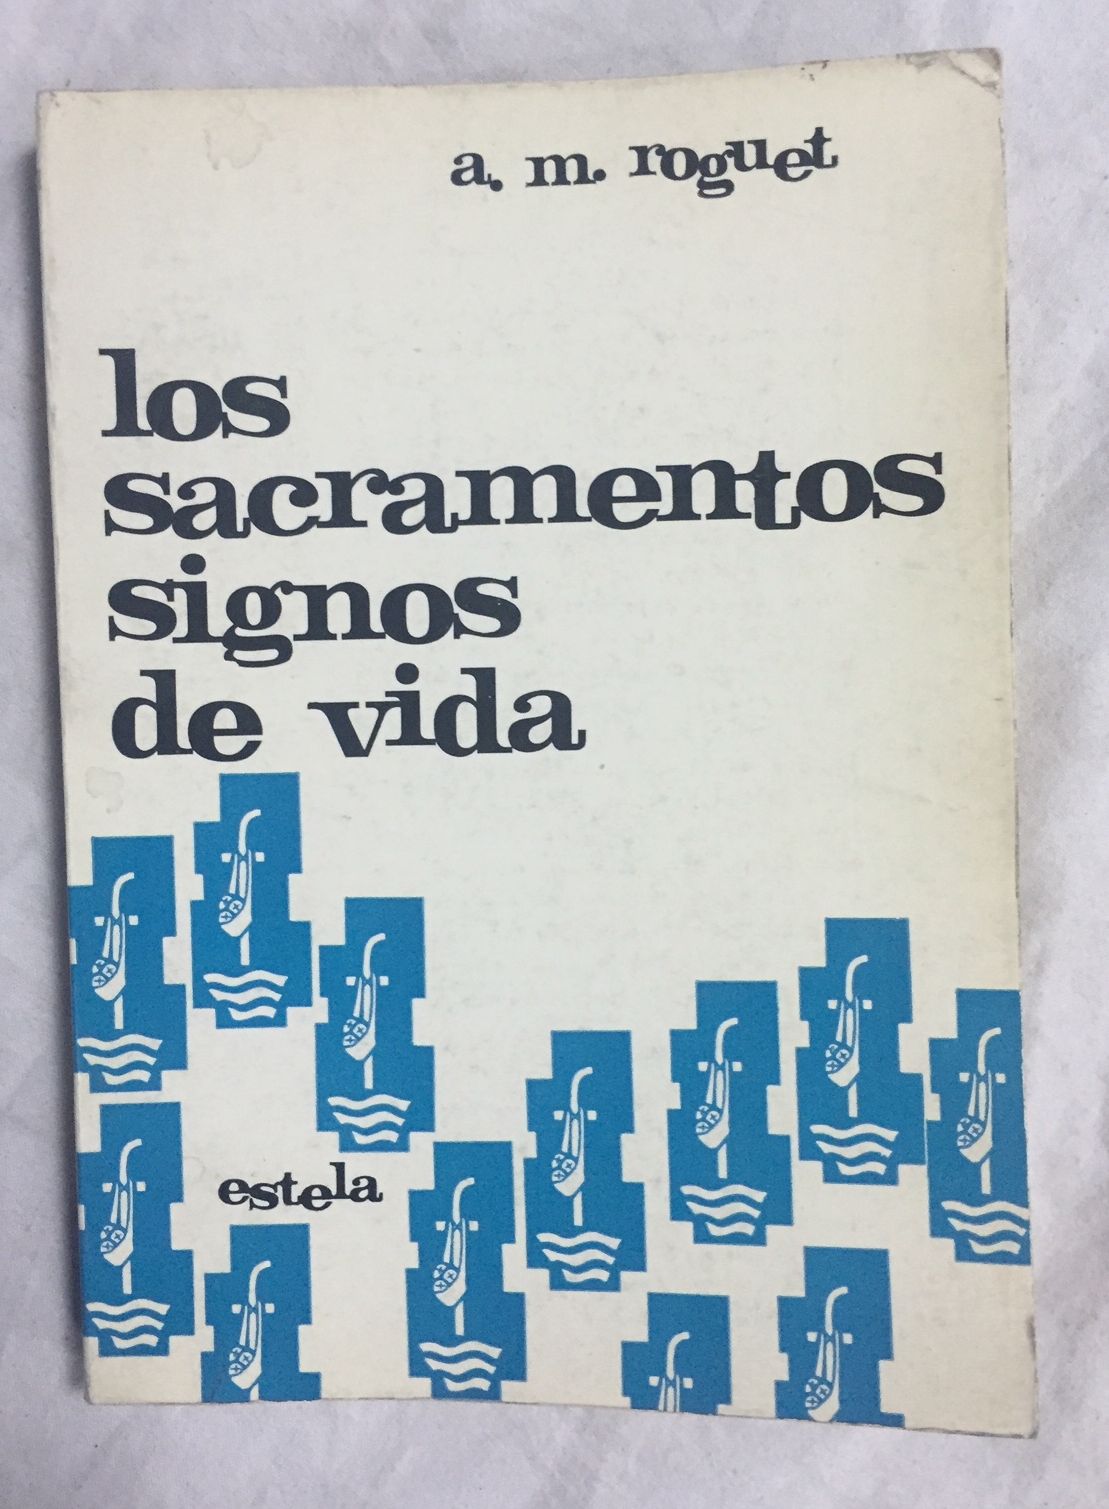 a. m. roguet
los
sacramentos
signos
de vida
estela